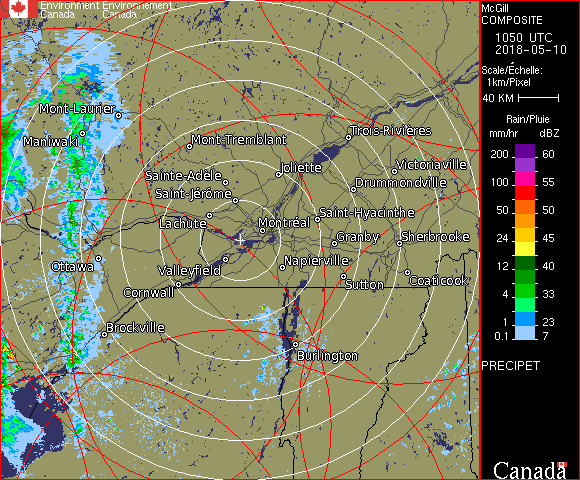 Environment Environnement
Canada Canada
McGill
COMPOSITE
1050 UTC
2018-05-10
Scale/Échelle:
1km/Pixel
40 KM
Rain/Pluie
mm/hr dBZ
200 60
150 55
100 55
50 50
24 45
12 40
4 33
1 23
0.1 7
PRECIPET
Canada
Mont-Laurier
Maniwaki
Mont-Tremblant
Trois-Rivières
Joliette
Victoriaville
Sainte-Adèle
Drummondville
Saint-Jérôme
Saint-Hyacinthe
Lachute
Montréal
Granby
Sherbrooke
Ottawa
Napierville
Valleyfield
Sutton
Coaticook
Cornwall
Brockville
Burlington